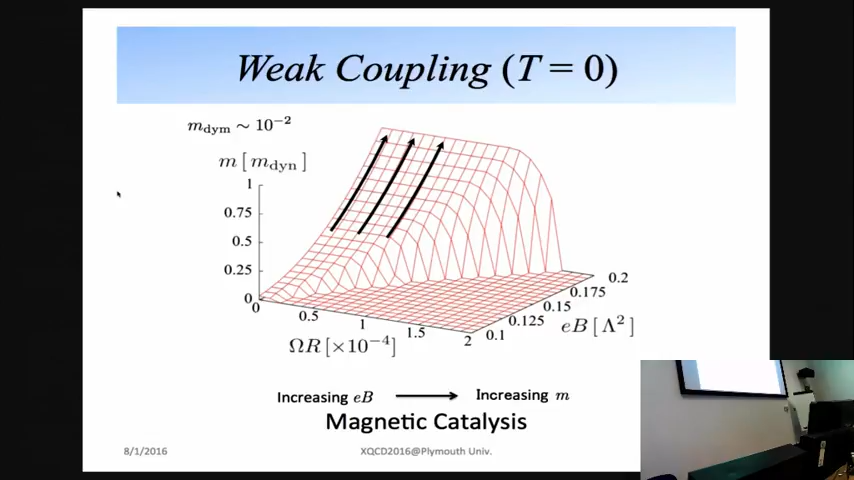 Weak Coupling (T = 0)
m_dym ∼ 10⁻²
m [ m_dyn ]
1
0.75
0.5
0.25
0
0
0.5
1
1.5
2
ΩR [×10⁻⁴]
0.1
0.125
0.15
0.175
0.2
eB [ Λ² ]
Increasing eB ⟶ Increasing m
Magnetic Catalysis
8/1/2016 XQCD2016@Plymouth Univ.